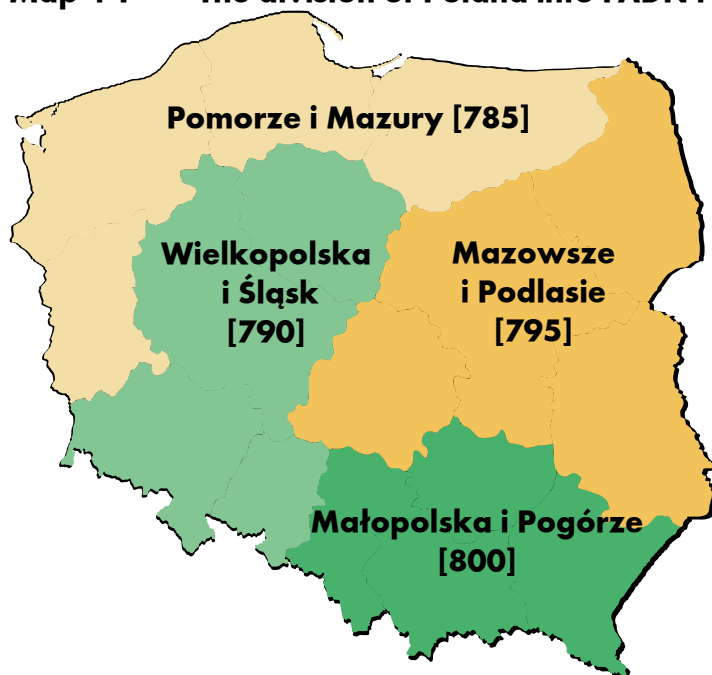 Pomorze i Mazury [785]
Wielkopolska
i Śląsk
[790]
Mazowsze
i Podlasie
[795]
Małopolska i Pogórze
[800]